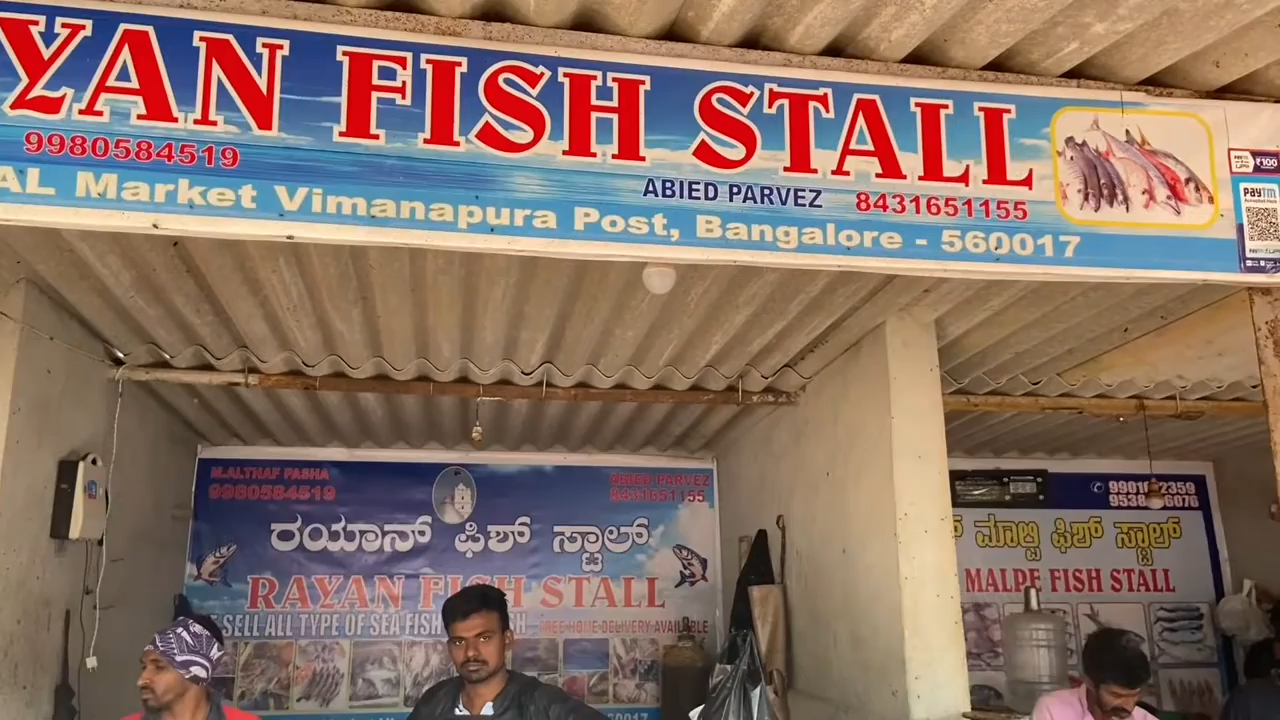 YAN FISH STALL
9980584519
ABIED PARVEZ 8431651155
AL Market Vimanapura Post, Bangalore - 560017
₹100
paytm
M.ALTHAF PASHA
9980584519
ABIED PARVEZ
8431651155
ರಯಾನ್ ಫಿಶ್ ಸ್ಟಾಲ್
RAYAN FISH STALL
SELL ALL TYPE OF SEA FISH
FREE HOME DELIVERY AVAILABLE
ಮಾಲ್ಪಿ ಫಿಶ್ ಸ್ಟಾಲ್
MALPE FISH STALL